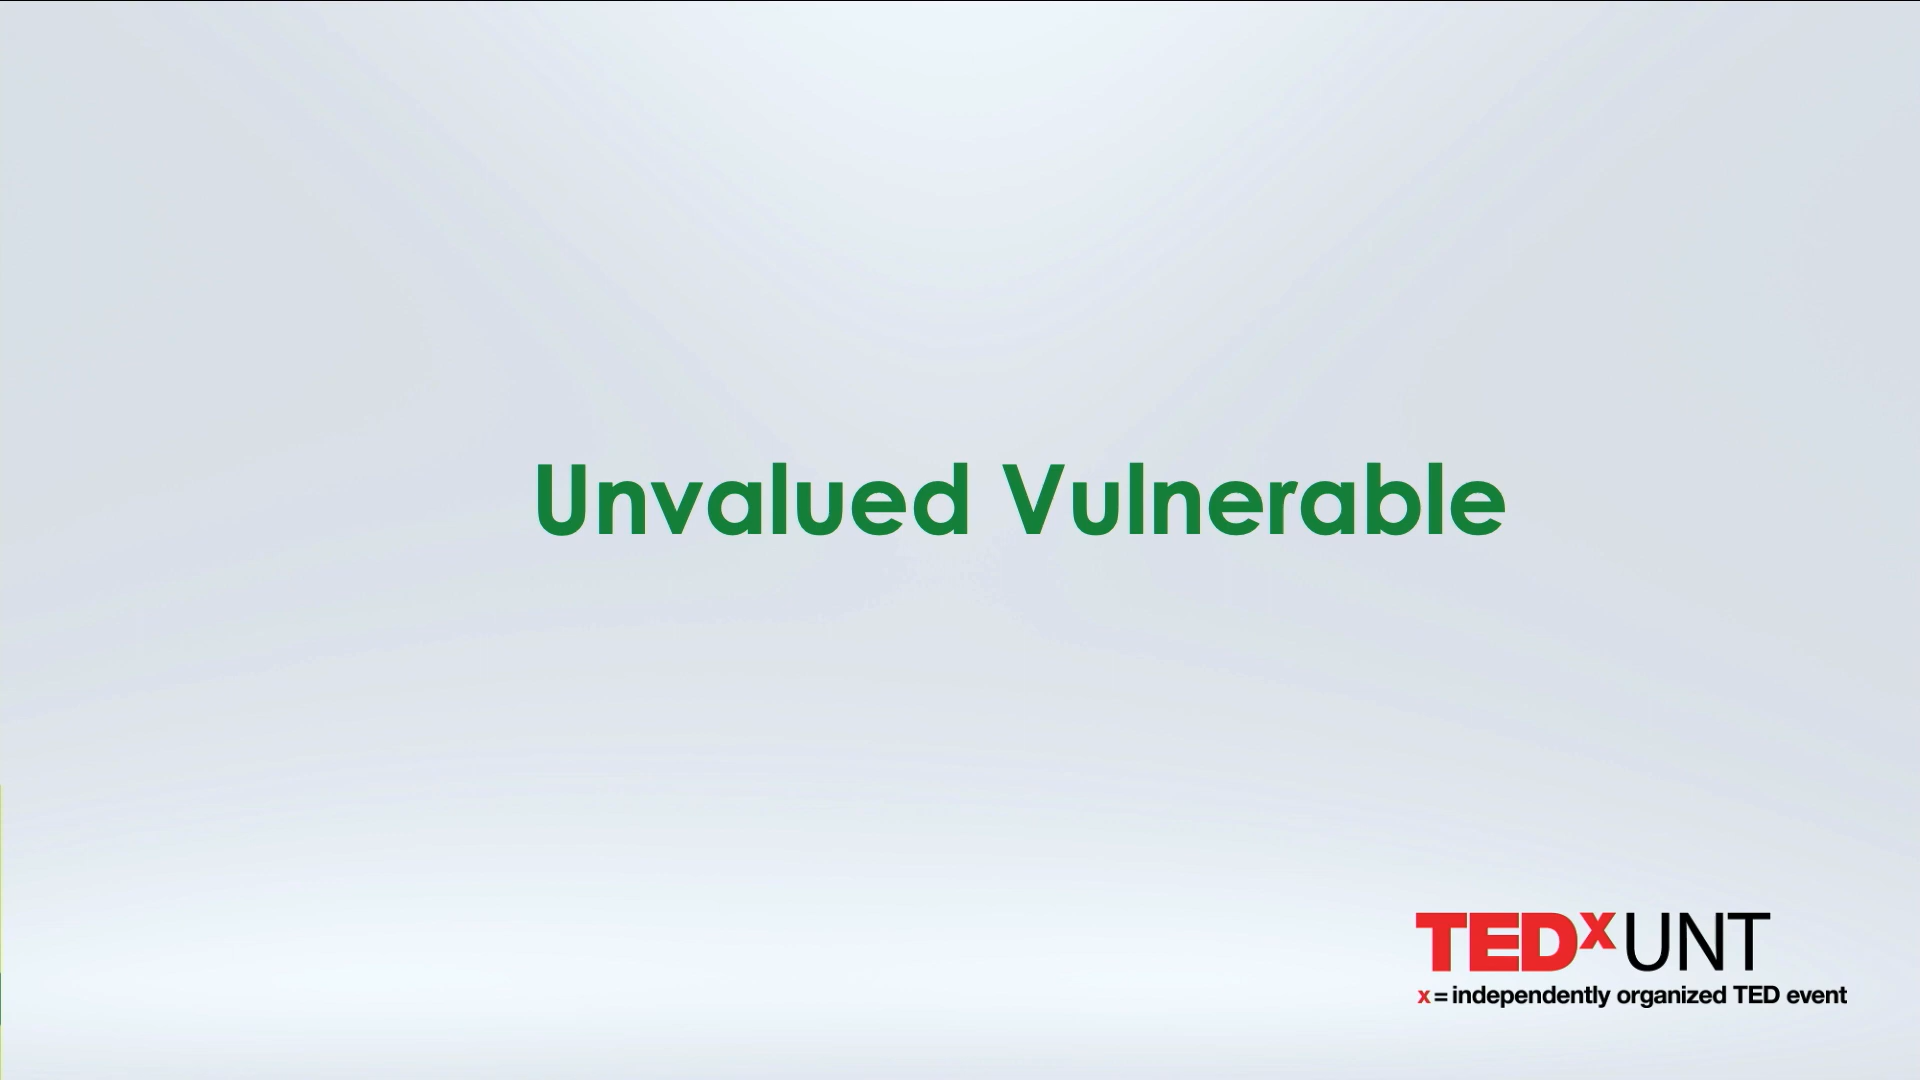 Unvalued Vulnerable
TEDxUNT
x = independently organized TED event